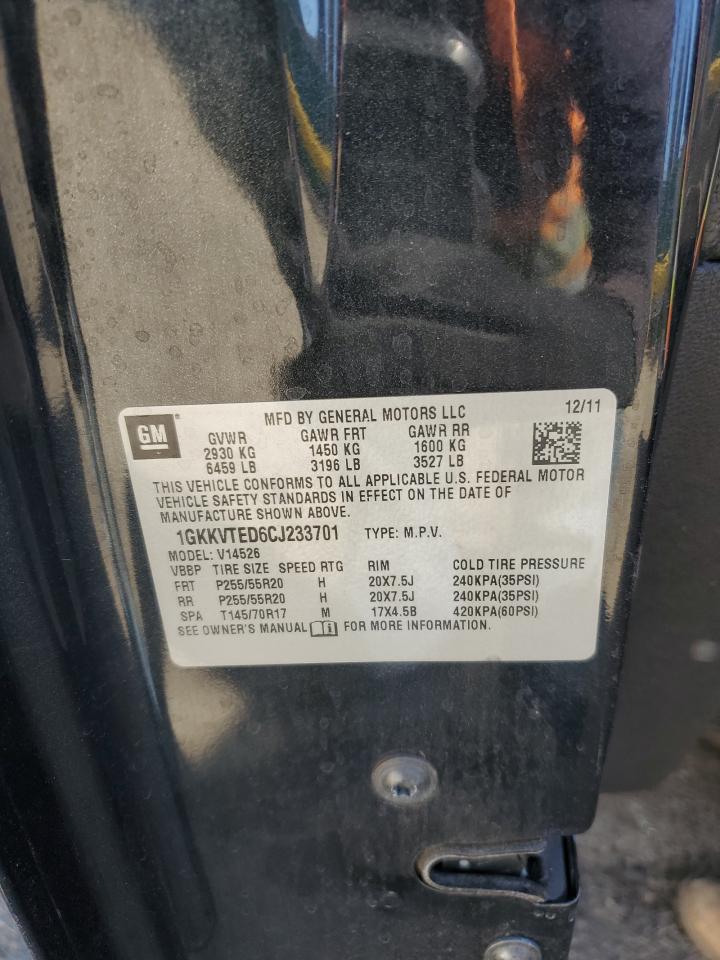 GM
MFD BY GENERAL MOTORS LLC 12/11
GVWR GAWR FRT GAWR RR
2930 KG 1450 KG 1600 KG
6459 LB 3196 LB 3527 LB
THIS VEHICLE CONFORMS TO ALL APPLICABLE U.S. FEDERAL MOTOR
VEHICLE SAFETY STANDARDS IN EFFECT ON THE DATE OF
MANUFACTURE SHOWN ABOVE.
1GKKVTED6CJ233701 TYPE: M.P.V.
MODEL: V14526
VBBP TIRE SIZE SPEED RTG RIM COLD TIRE PRESSURE
FRT P255/55R20 H 20X7.5J 240KPA(35PSI)
RR P255/55R20 H 20X7.5J 240KPA(35PSI)
SPA T145/70R17 M 17X4.5B 420KPA(60PSI)
SEE OWNER'S MANUAL FOR MORE INFORMATION.